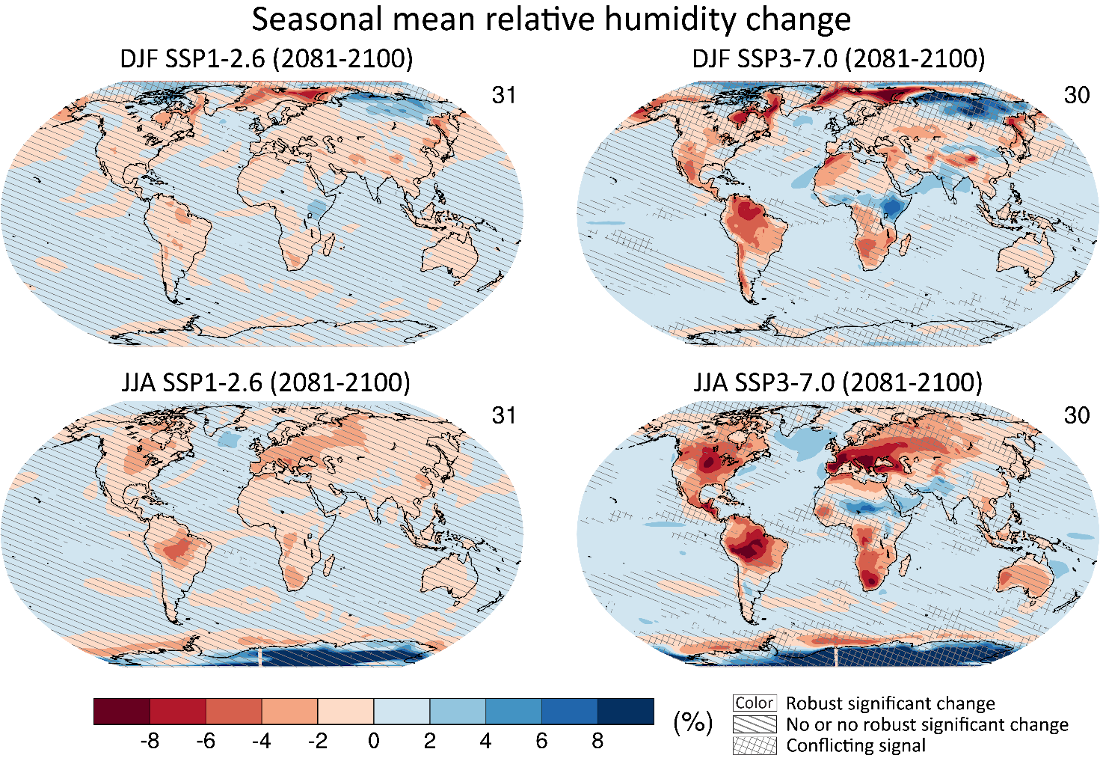 Seasonal mean relative humidity change
DJF SSP1-2.6 (2081-2100)
31
DJF SSP3-7.0 (2081-2100)
30
JJA SSP1-2.6 (2081-2100)
31
JJA SSP3-7.0 (2081-2100)
30
-8 -6 -4 -2 0 2 4 6 8
(%)
Color Robust significant change
No or no robust significant change
Conflicting signal